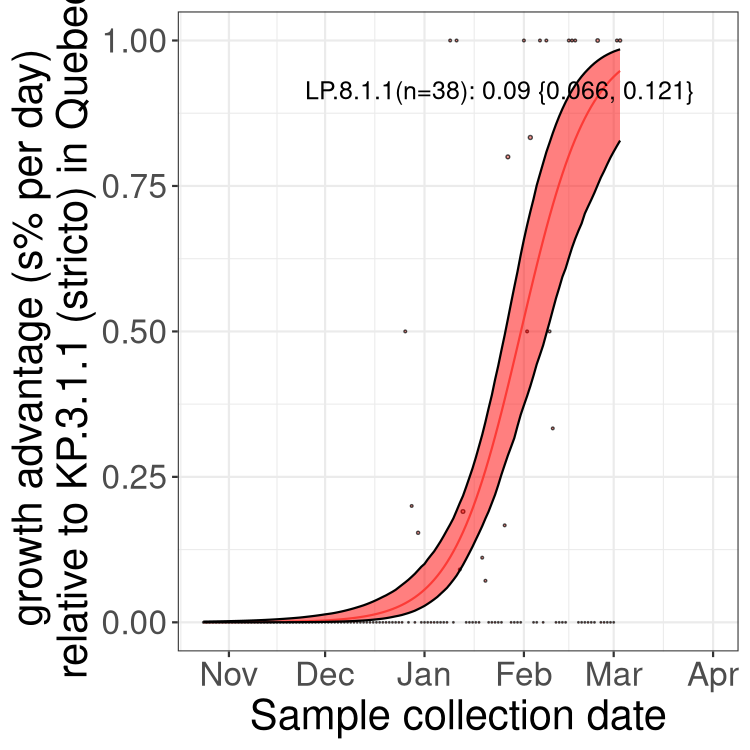 growth advantage (s% per day)
relative to KP.3.1.1 (stricto) in Quebec
1.00
0.75
0.50
0.25
0.00
LP.8.1.1(n=38): 0.09 {0.066, 0.121}
Nov Dec Jan Feb Mar Apr
Sample collection date